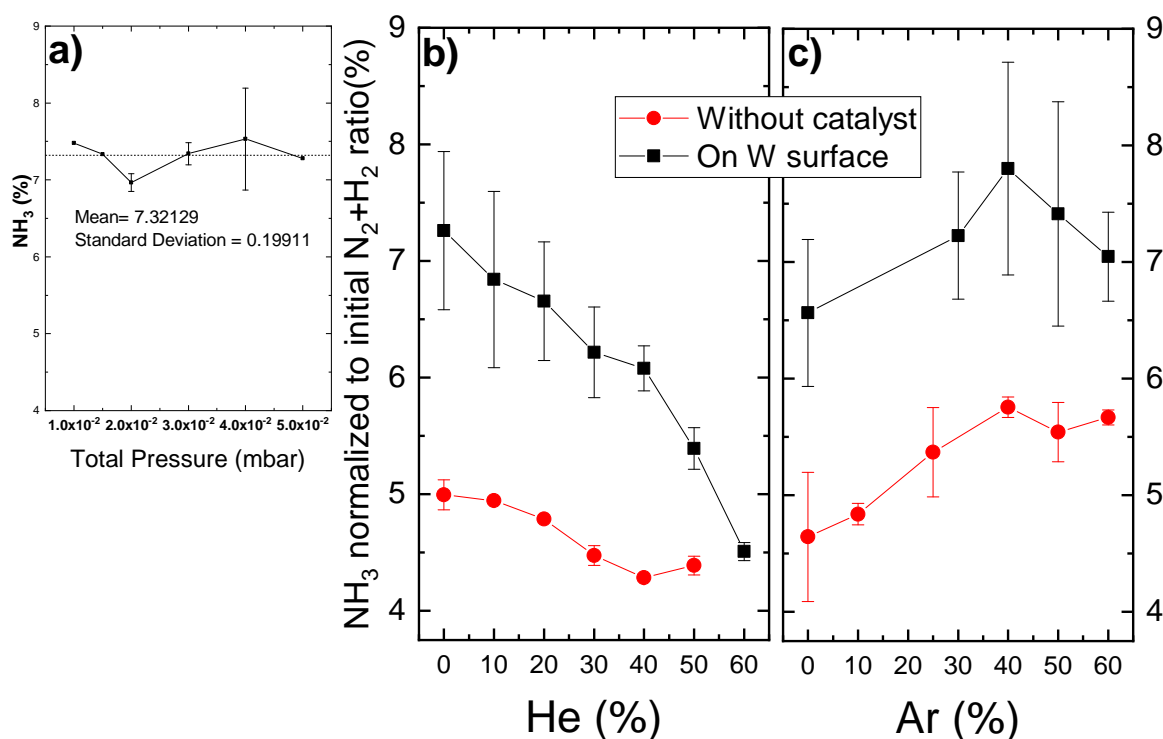 a)
9
8
7
6
5
4
NH₃ (%)
Mean= 7.32129
Standard Deviation = 0.19911
1.0x10⁻² 2.0x10⁻² 3.0x10⁻² 4.0x10⁻² 5.0x10⁻²
Total Pressure (mbar)
b)
9
8
7
6
5
4
NH₃ normalized to initial N₂+H₂ ratio(%)
0 10 20 30 40 50 60
He (%)
Without catalyst
On W surface
c)
9
8
7
6
5
4
0 10 20 30 40 50 60
Ar (%)